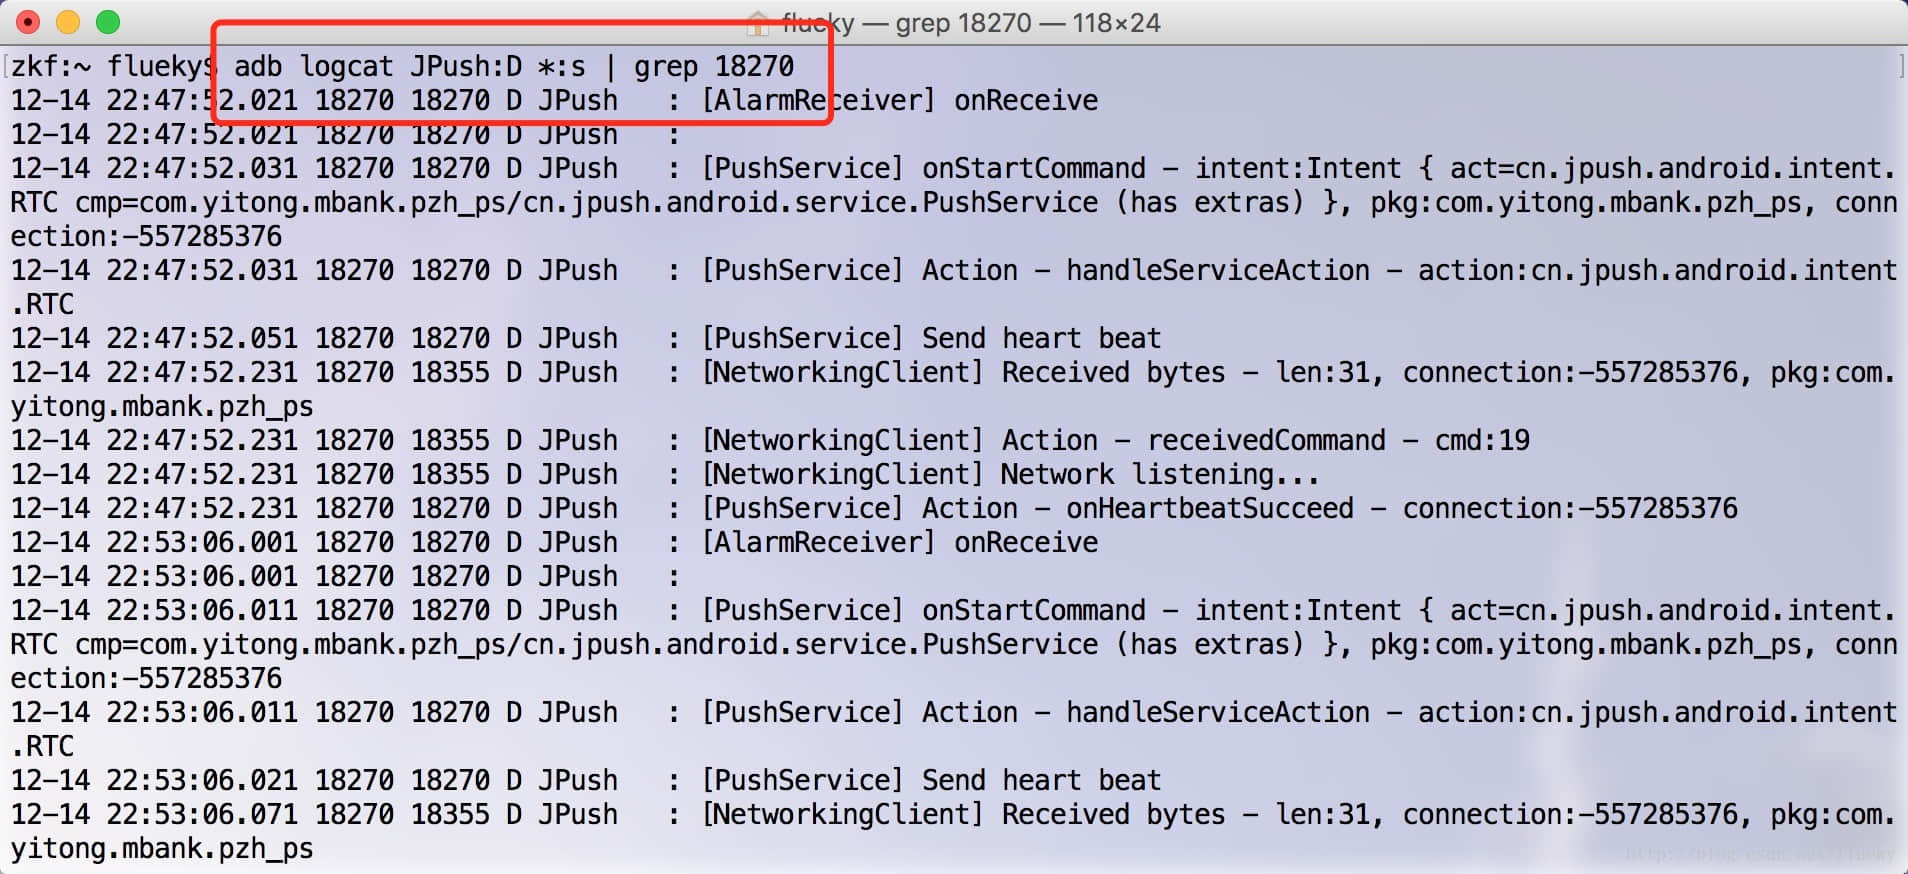 flueky — grep 18270 — 118×24
[zkf:~ flueky$ adb logcat JPush:D *:s | grep 18270 ]
12-14 22:47:52.021 18270 18270 D JPush   : [AlarmReceiver] onReceive
12-14 22:47:52.021 18270 18270 D JPush   :
12-14 22:47:52.031 18270 18270 D JPush   : [PushService] onStartCommand - intent:Intent { act=cn.jpush.android.intent.
RTC cmp=com.yitong.mbank.pzh_ps/cn.jpush.android.service.PushService (has extras) }, pkg:com.yitong.mbank.pzh_ps, conn
ection:-557285376
12-14 22:47:52.031 18270 18270 D JPush   : [PushService] Action - handleServiceAction - action:cn.jpush.android.intent
.RTC
12-14 22:47:52.051 18270 18270 D JPush   : [PushService] Send heart beat
12-14 22:47:52.231 18270 18355 D JPush   : [NetworkingClient] Received bytes - len:31, connection:-557285376, pkg:com.
yitong.mbank.pzh_ps
12-14 22:47:52.231 18270 18355 D JPush   : [NetworkingClient] Action - receivedCommand - cmd:19
12-14 22:47:52.231 18270 18355 D JPush   : [NetworkingClient] Network listening...
12-14 22:47:52.231 18270 18270 D JPush   : [PushService] Action - onHeartbeatSucceed - connection:-557285376
12-14 22:53:06.001 18270 18270 D JPush   : [AlarmReceiver] onReceive
12-14 22:53:06.001 18270 18270 D JPush   :
12-14 22:53:06.011 18270 18270 D JPush   : [PushService] onStartCommand - intent:Intent { act=cn.jpush.android.intent.
RTC cmp=com.yitong.mbank.pzh_ps/cn.jpush.android.service.PushService (has extras) }, pkg:com.yitong.mbank.pzh_ps, conn
ection:-557285376
12-14 22:53:06.011 18270 18270 D JPush   : [PushService] Action - handleServiceAction - action:cn.jpush.android.intent
.RTC
12-14 22:53:06.021 18270 18270 D JPush   : [PushService] Send heart beat
12-14 22:53:06.071 18270 18355 D JPush   : [NetworkingClient] Received bytes - len:31, connection:-557285376, pkg:com.
yitong.mbank.pzh_ps